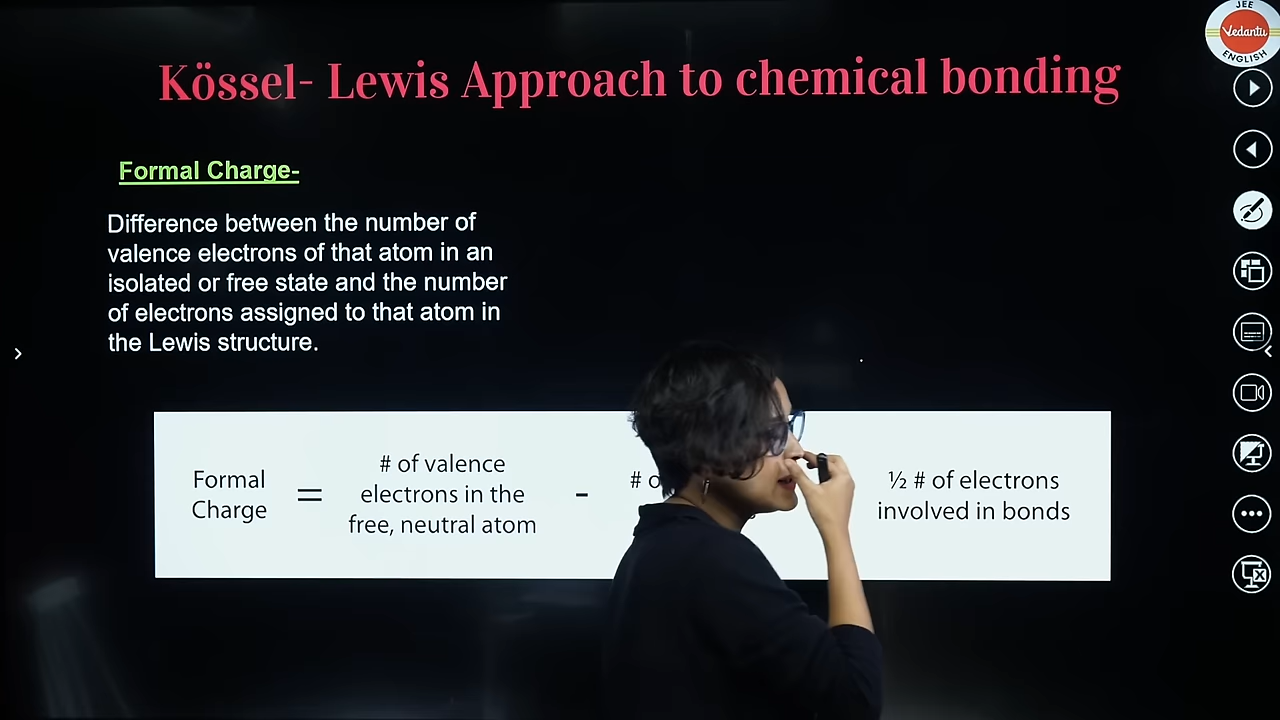 JEE
Vedantu
ENGLISH
Kössel- Lewis Approach to chemical bonding
Formal Charge-
Difference between the number of
valence electrons of that atom in an
isolated or free state and the number
of electrons assigned to that atom in
the Lewis structure.
Formal
Charge
=
# of valence
electrons in the
free, neutral atom
-
#
½ # of electrons
involved in bonds